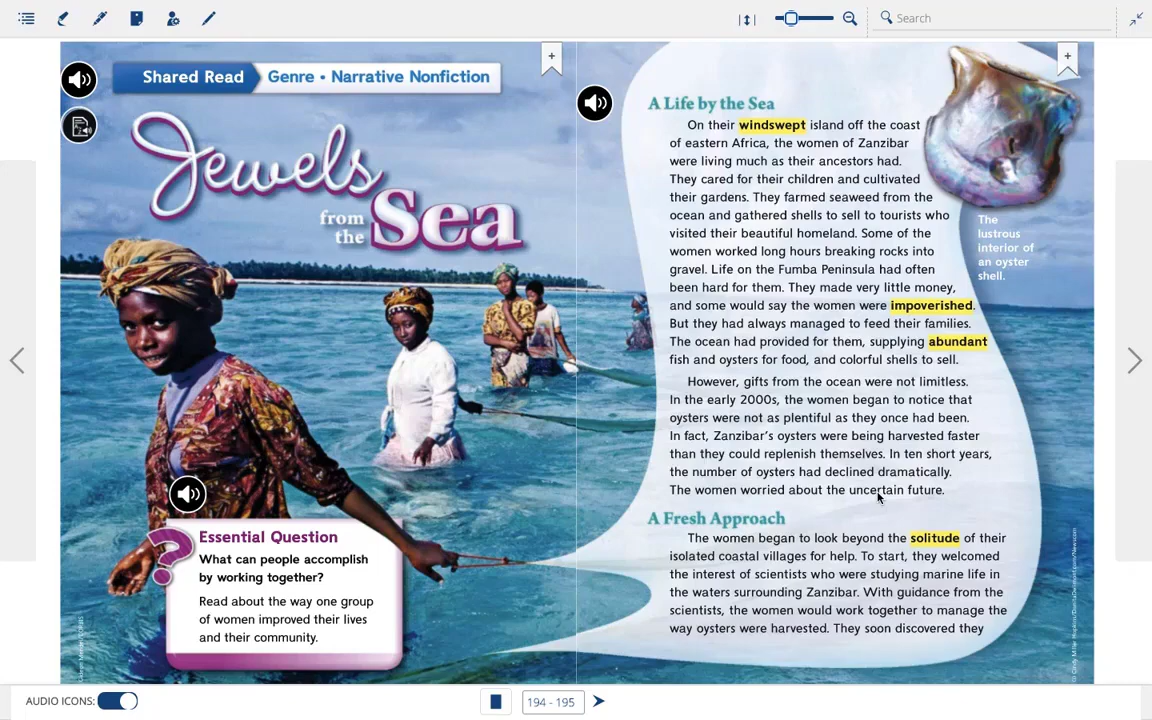 Search
Shared Read
Genre • Narrative Nonfiction
Jewels
from
the
Sea
Essential Question
What can people accomplish
by working together?
Read about the way one group
of women improved their lives
and their community.
A Life by the Sea
On their windswept island off the coast
of eastern Africa, the women of Zanzibar
were living much as their ancestors had.
They cared for their children and cultivated
their gardens. They farmed seaweed from the
ocean and gathered shells to sell to tourists who
visited their beautiful homeland. Some of the
women worked long hours breaking rocks into
gravel. Life on the Fumba Peninsula had often
been hard for them. They made very little money,
and some would say the women were impoverished.
But they had always managed to feed their families.
The ocean had provided for them, supplying abundant
fish and oysters for food, and colorful shells to sell.
However, gifts from the ocean were not limitless.
In the early 2000s, the women began to notice that
oysters were not as plentiful as they once had been.
In fact, Zanzibar's oysters were being harvested faster
than they could replenish themselves. In ten short years,
the number of oysters had declined dramatically.
The women worried about the uncertain future.
The
lustrous
interior of
an oyster
shell.
A Fresh Approach
The women began to look beyond the solitude of their
isolated coastal villages for help. To start, they welcomed
the interest of scientists who were studying marine life in
the waters surrounding Zanzibar. With guidance from the
scientists, the women would work together to manage the
way oysters were harvested. They soon discovered they
AUDIO ICONS:
194 - 195